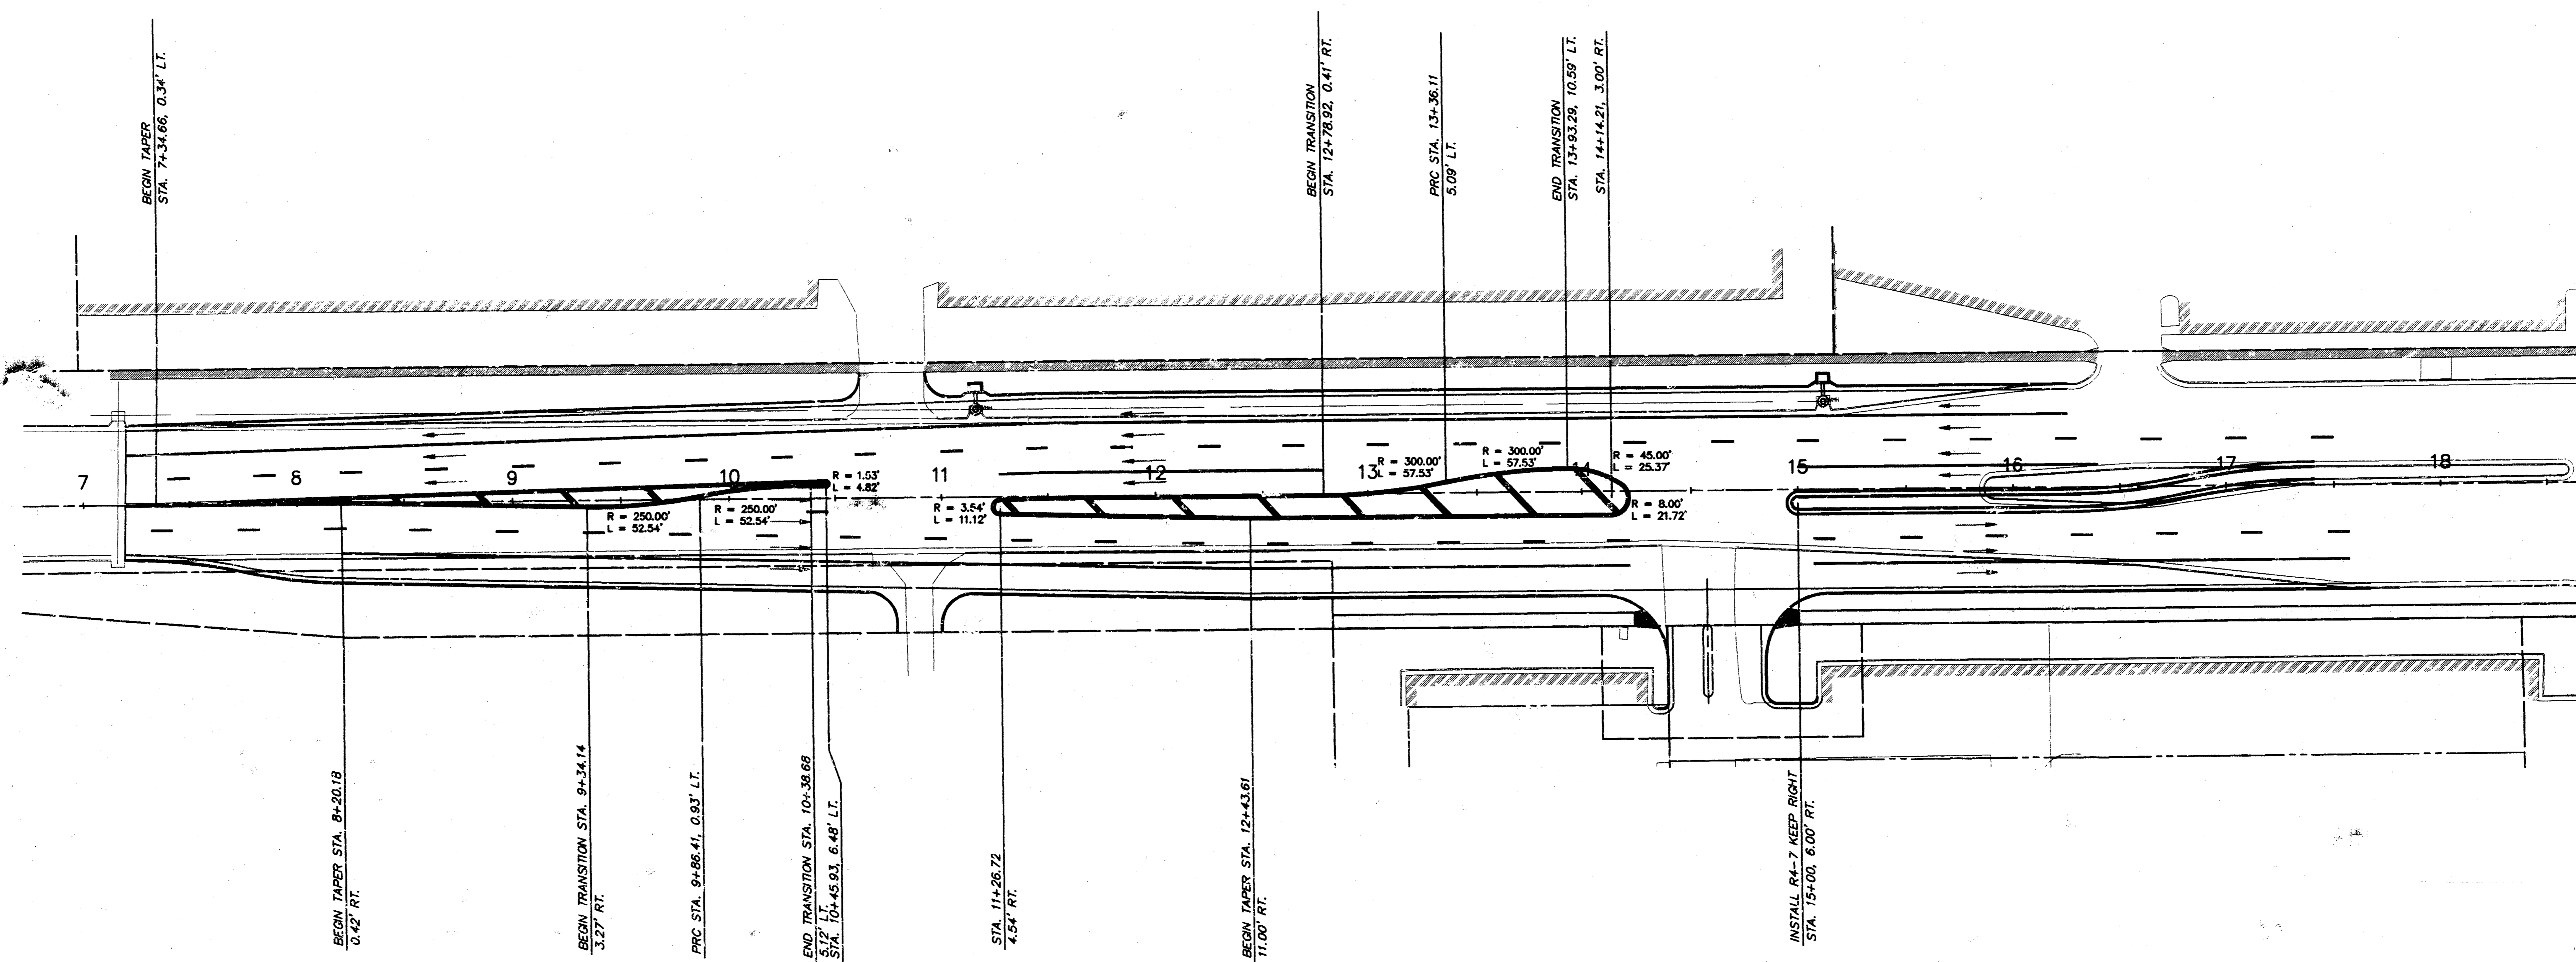 BEGIN TAPER
STA. 7+34.66, 0.34' LT.
BEGIN TRANSITION
STA. 12+78.92, 0.41' RT.
PRC STA. 13+36.11
5.09' LT.
END TRANSITION
STA. 13+93.29, 10.59' LT.
STA. 14+14.21, 3.00' RT.
7
8
9
10
11
12
13
14
15
16
17
18
R = 1.53'
L = 4.82'
R = 250.00'
L = 52.54'
R = 250.00'
L = 52.54'
R = 3.54'
L = 11.12'
R = 300.00'
L = 57.53'
R = 300.00'
L = 57.53'
R = 45.00'
L = 25.37'
R = 8.00'
L = 21.72'
BEGIN TAPER STA. 8+20.18
0.42' RT.
BEGIN TRANSITION STA. 9+34.14
3.27' RT.
PRC STA. 9+86.41, 0.93' LT.
END TRANSITION STA. 10+38.68
5.12' LT.
STA. 10+45.93, 6.48' LT.
STA. 11+26.72
4.54' RT.
BEGIN TAPER STA. 12+43.61
11.00' RT.
INSTALL R4-7 KEEP RIGHT
STA. 15+00, 6.00' RT.